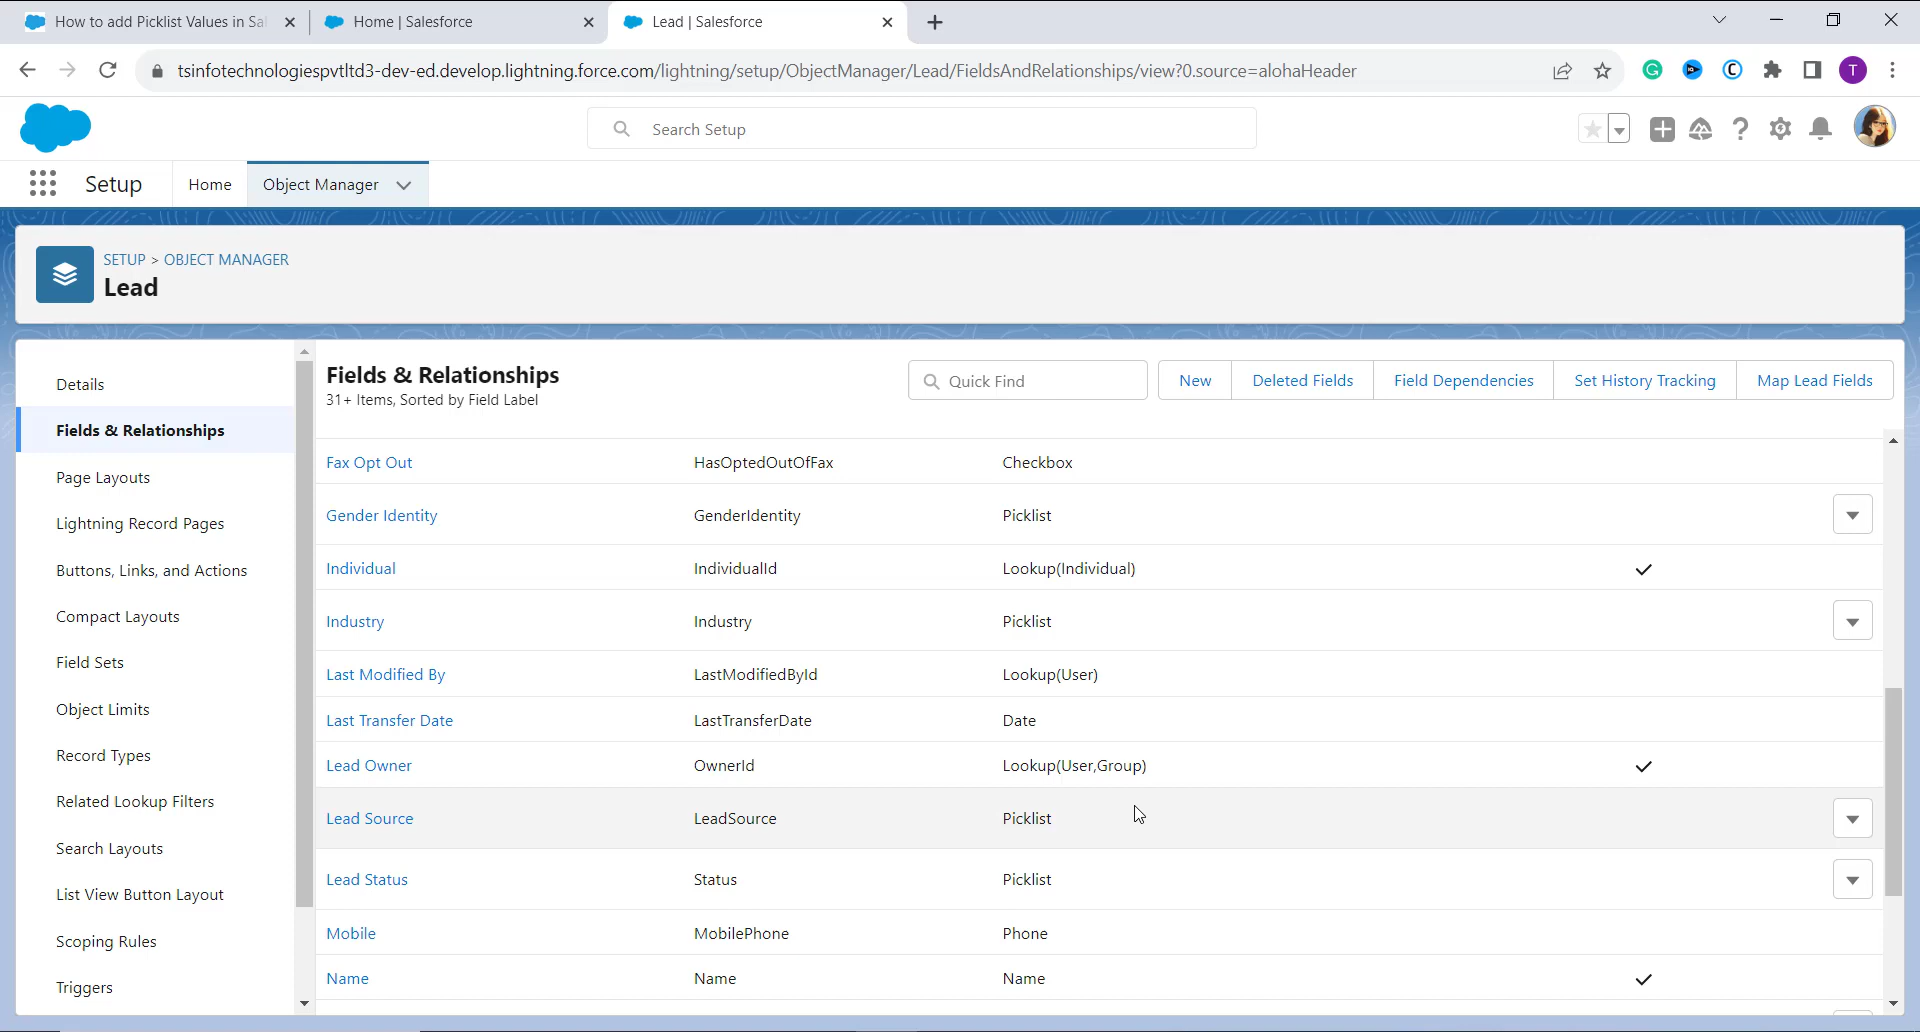 How to add Picklist Values in Sa
Home | Salesforce
Lead | Salesforce
tsinfotechnologiespvtltd3-dev-ed.develop.lightning.force.com/lightning/setup/ObjectManager/Lead/FieldsAndRelationships/view?0.source=alohaHeader
T
Search Setup
Setup
Home
Object Manager
SETUP > OBJECT MANAGER
Lead
Details
Fields & Relationships
Page Layouts
Lightning Record Pages
Buttons, Links, and Actions
Compact Layouts
Field Sets
Object Limits
Record Types
Related Lookup Filters
Search Layouts
List View Button Layout
Scoping Rules
Triggers
Fields & Relationships
31+ Items, Sorted by Field Label
Quick Find
New
Deleted Fields
Field Dependencies
Set History Tracking
Map Lead Fields
Fax Opt Out HasOptedOutOfFax Checkbox
Gender Identity GenderIdentity Picklist
Individual IndividualId Lookup(Individual)
Industry Industry Picklist
Last Modified By LastModifiedById Lookup(User)
Last Transfer Date LastTransferDate Date
Lead Owner OwnerId Lookup(User,Group)
Lead Source LeadSource Picklist
Lead Status Status Picklist
Mobile MobilePhone Phone
Name Name Name